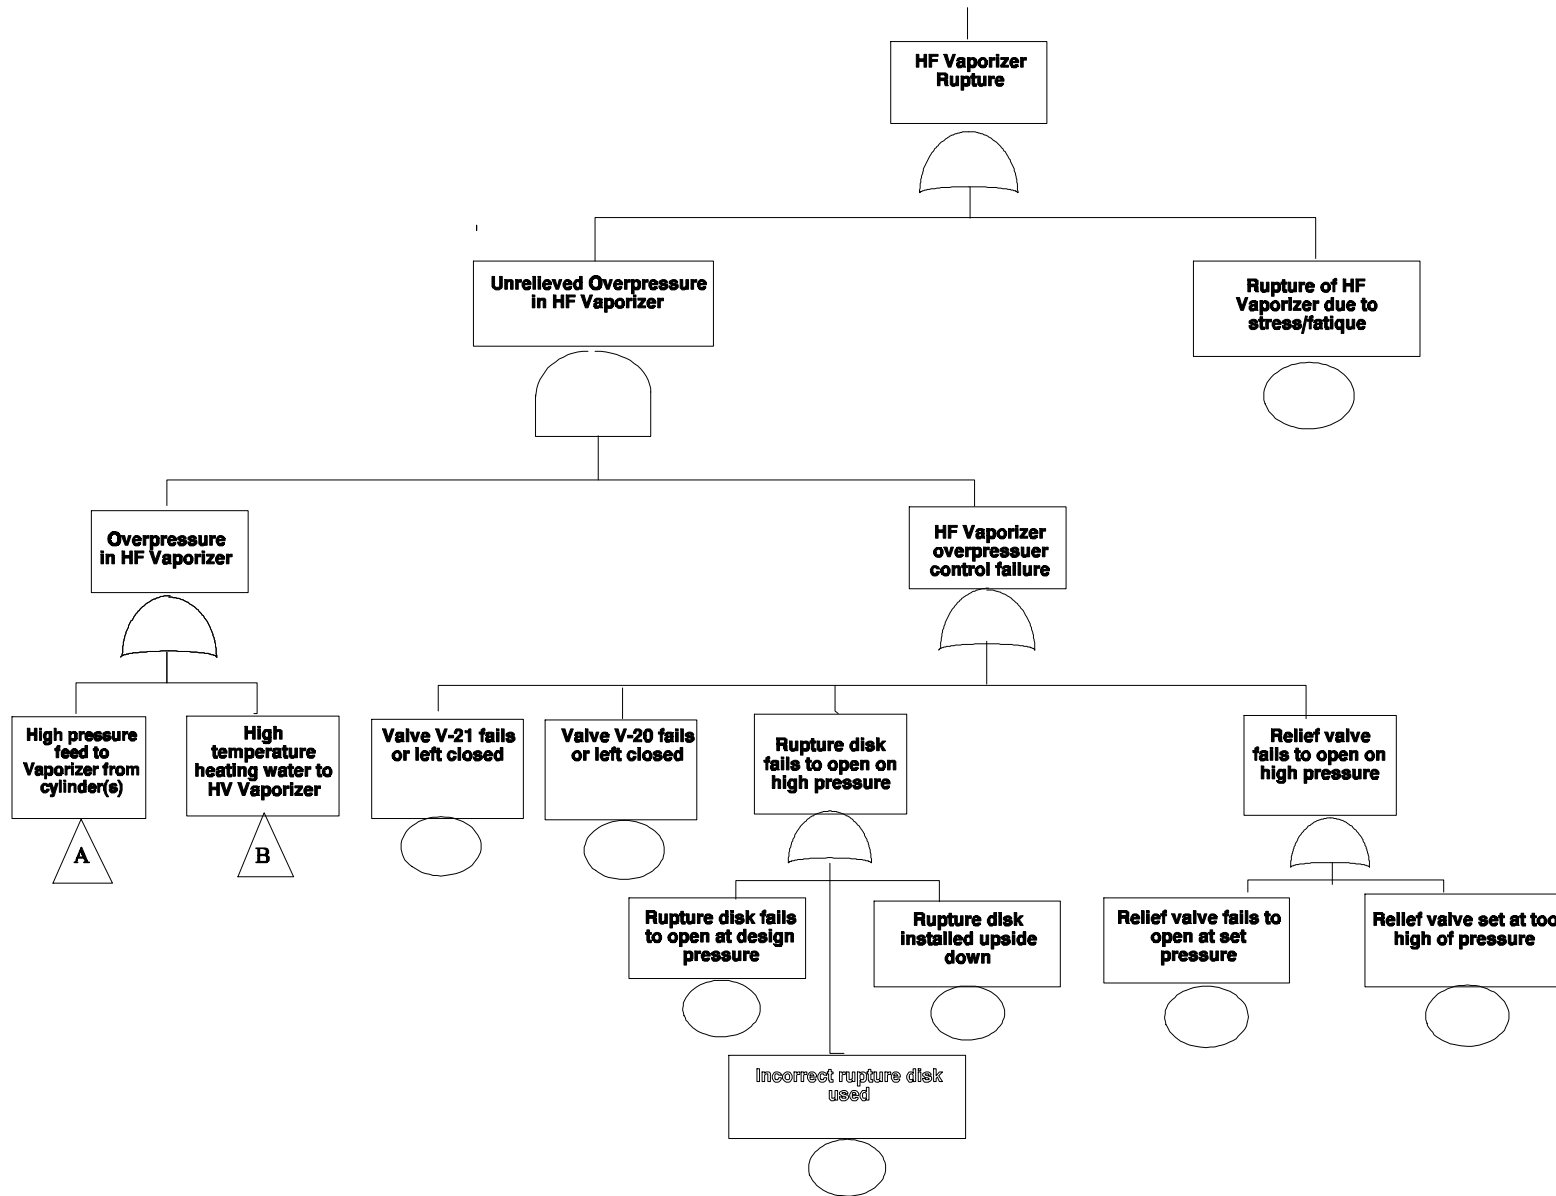 HF Vaporizer
Rupture
Unrelieved Overpressure
in HF Vaporizer
Rupture of HF
Vaporizer due to
stress/fatique
Overpressure
in HF Vaporizer
HF Vaporizer
overpressuer
control failure
High pressure
feed to
Vaporizer from
cylinder(s)
A
High
temperature
heating water to
HV Vaporizer
B
Valve V-21 fails
or left closed
Valve V-20 fails
or left closed
Rupture disk
fails to open on
high pressure
Relief valve
fails to open on
high pressure
Rupture disk fails
to open at design
pressure
Rupture disk
installed upside
down
Relief valve fails to
open at set
pressure
Relief valve set at too
high of pressure
Incorrect rupture disk
used